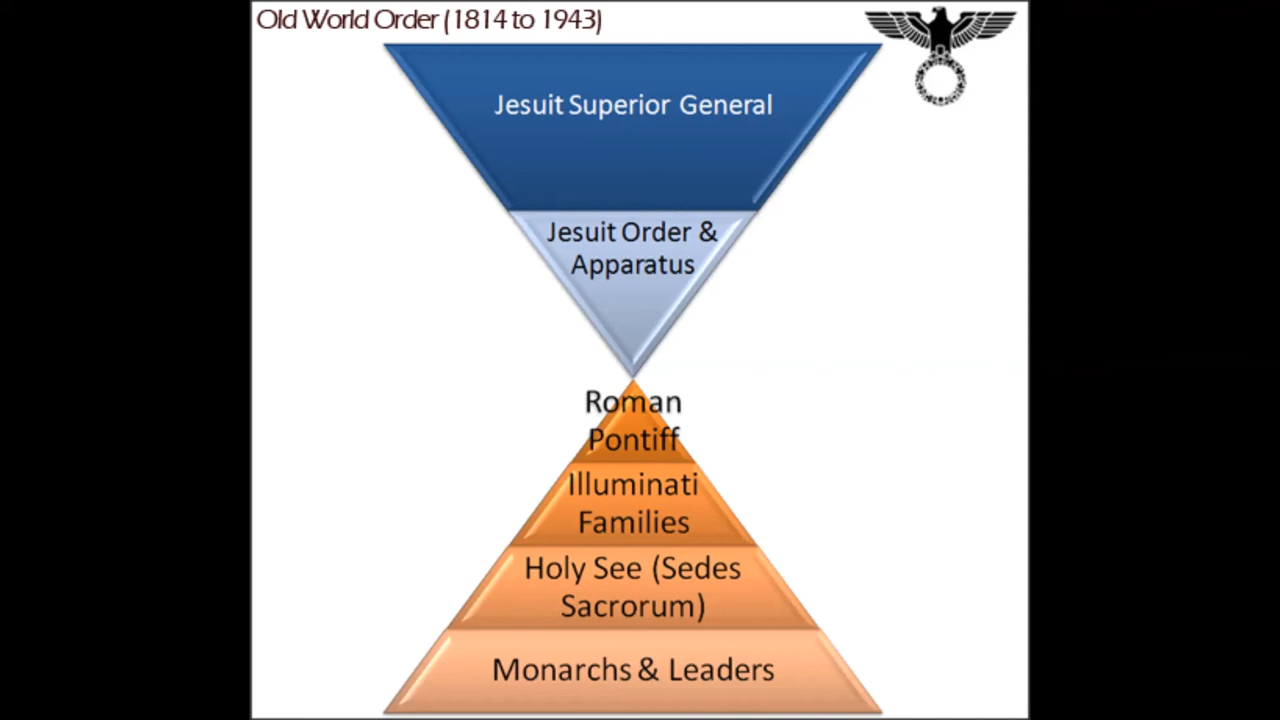 Old World Order (1814 to 1943)
Jesuit Superior General
Jesuit Order &
Apparatus
Roman
Pontiff
Illuminati
Families
Holy See (Sedes
Sacrorum)
Monarchs & Leaders